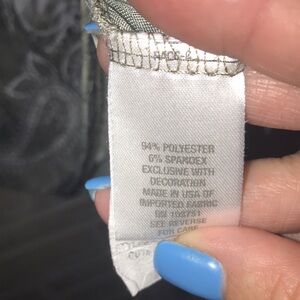 94% POLYESTER
6% SPANDEX
EXCLUSIVE WITH
DECORATION
MADE IN USA OF
IMPORTED FABRIC
SEE REVERSE
FOR CARE